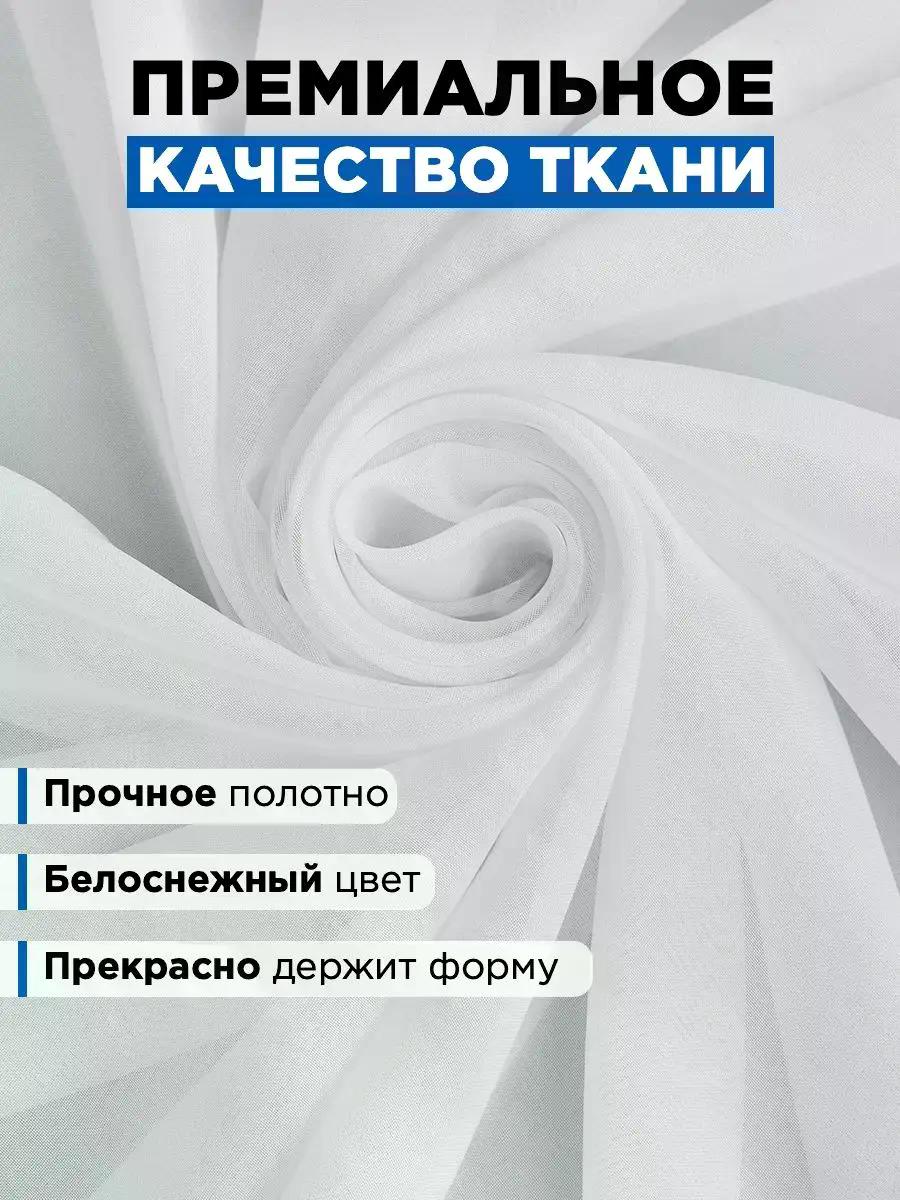 ПРЕМИАЛЬНОЕ
КАЧЕСТВО ТКАНИ
Прочное полотно
Белоснежный цвет
Прекрасно держит форму